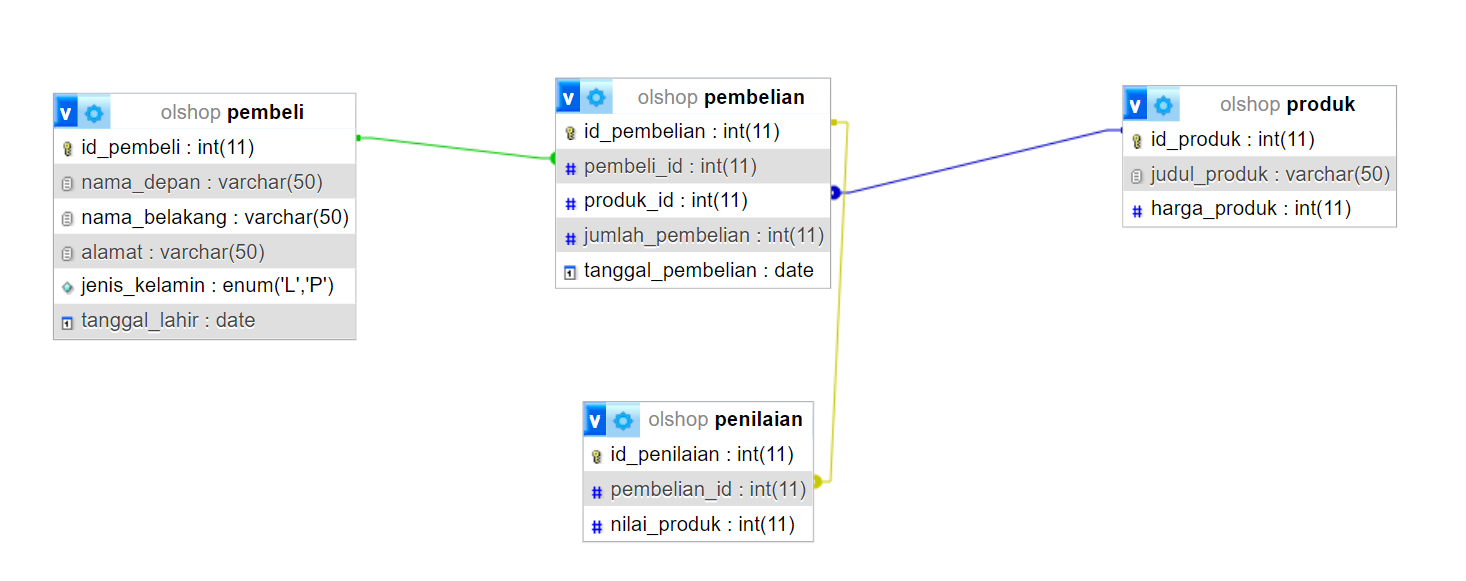 v olshop pembeli
id_pembeli : int(11)
nama_depan : varchar(50)
nama_belakang : varchar(50)
alamat : varchar(50)
jenis_kelamin : enum('L','P')
tanggal_lahir : date
v olshop pembelian
id_pembelian : int(11)
pembeli_id : int(11)
produk_id : int(11)
jumlah_pembelian : int(11)
tanggal_pembelian : date
v olshop produk
id_produk : int(11)
judul_produk : varchar(50)
harga_produk : int(11)
v olshop penilaian
id_penilaian : int(11)
pembelian_id : int(11)
nilai_produk : int(11)